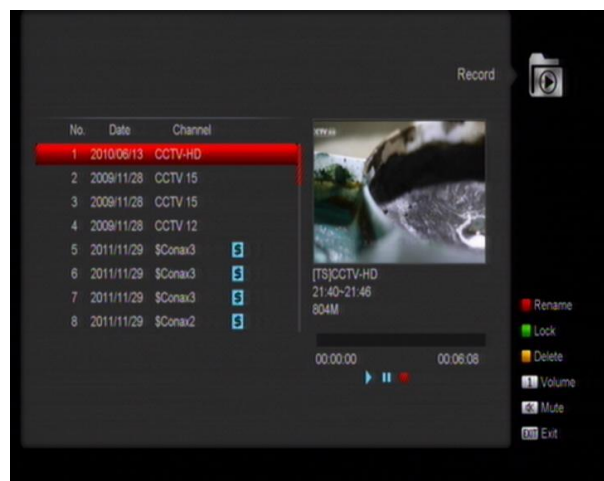 Record
No. Date Channel
1 2010/06/13 CCTV-HD
2 2009/11/28 CCTV 15
3 2009/11/28 CCTV 15
4 2009/11/28 CCTV 12
5 2011/11/29 $Conax3 $
6 2011/11/29 $Conax3 $
7 2011/11/29 $Conax3 $
8 2011/11/29 $Conax2 $
[TS]CCTV-HD
21:40~21:46
804M
00:00:00 00:06:08
Rename
Lock
Delete
1 Volume
Mute
EXIT Exit